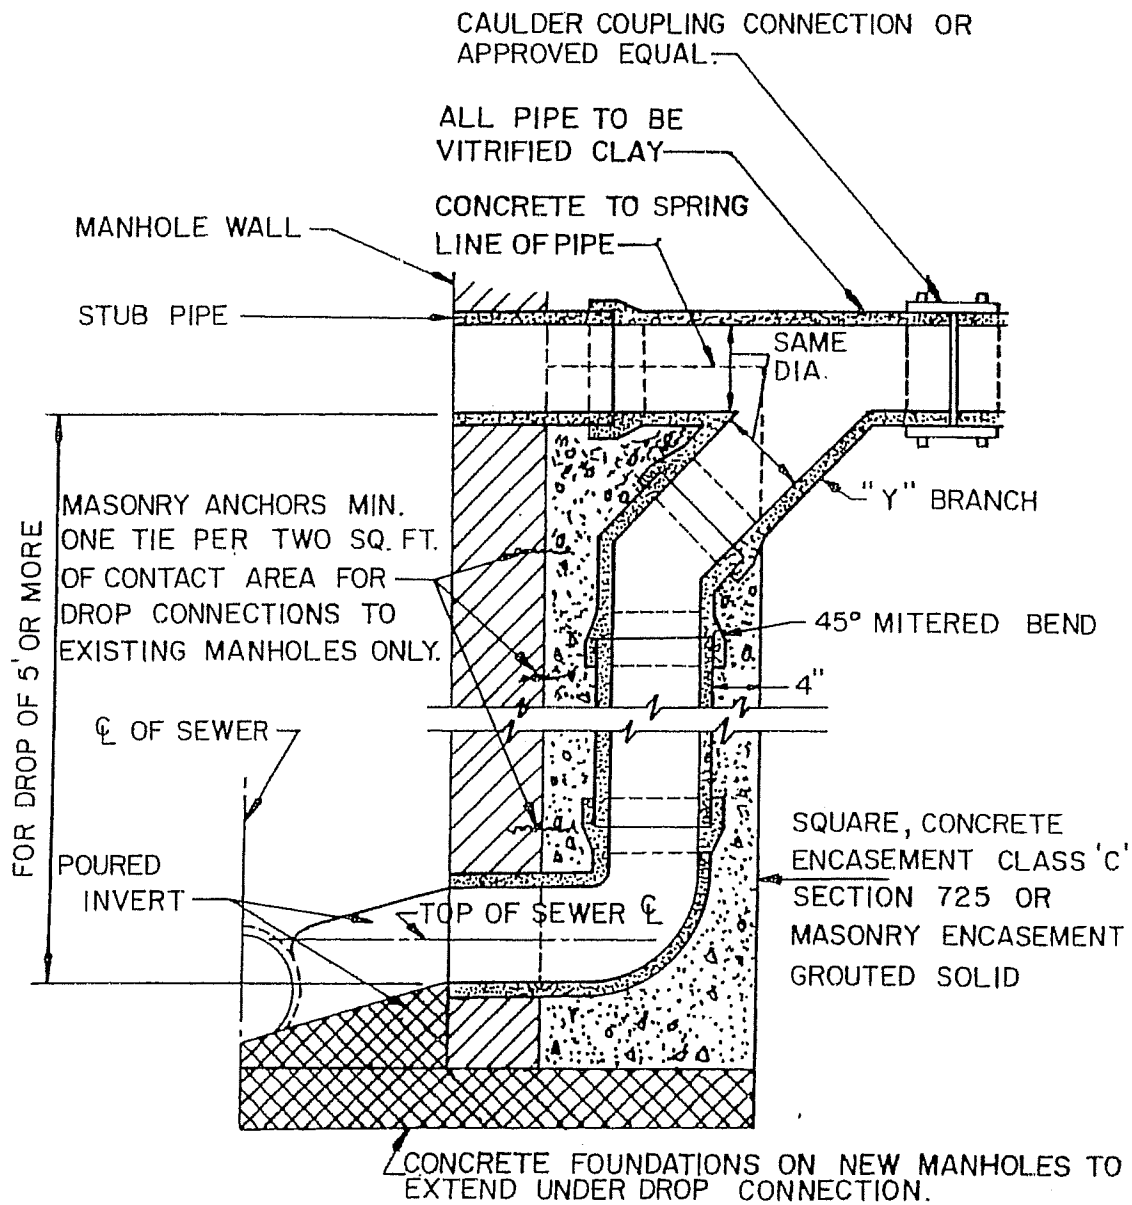 CAULDER COUPLING CONNECTION OR
APPROVED EQUAL.
ALL PIPE TO BE
VITRIFIED CLAY
CONCRETE TO SPRING
LINE OF PIPE
MANHOLE WALL
STUB PIPE
SAME
DIA.
"Y" BRANCH
MASONRY ANCHORS MIN.
ONE TIE PER TWO SQ. FT.
OF CONTACT AREA FOR
DROP CONNECTIONS TO
EXISTING MANHOLES ONLY.
FOR DROP OF 5' OR MORE
45° MITERED BEND
4"
℄ OF SEWER
POURED
INVERT
TOP OF SEWER ℄
SQUARE, CONCRETE
ENCASEMENT CLASS 'C'
SECTION 725 OR
MASONRY ENCASEMENT
GROUTED SOLID
CONCRETE FOUNDATIONS ON NEW MANHOLES TO
EXTEND UNDER DROP CONNECTION.